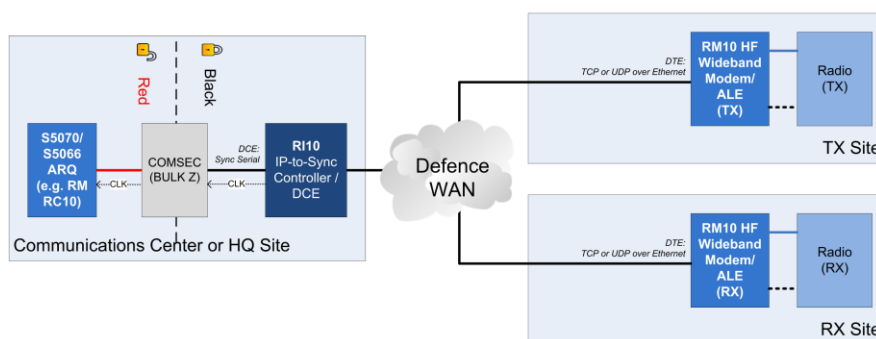 Red
Black
S5070/
S5066
ARQ
(e.g. RM
RC10)
CLK
COMSEC
(BULK Z)
DCE:
Sync Serial
CLK
RI10
IP-to-Sync
Controller /
DCE
Communications Center or HQ Site
Defence
WAN
DTE:
TCP or UDP over Ethernet
RM10 HF
Wideband
Modem/
ALE
(TX)
Radio
(TX)
TX Site
DTE:
TCP or UDP over Ethernet
RM10 HF
Wideband
Modem/
ALE
(RX)
Radio
(RX)
RX Site